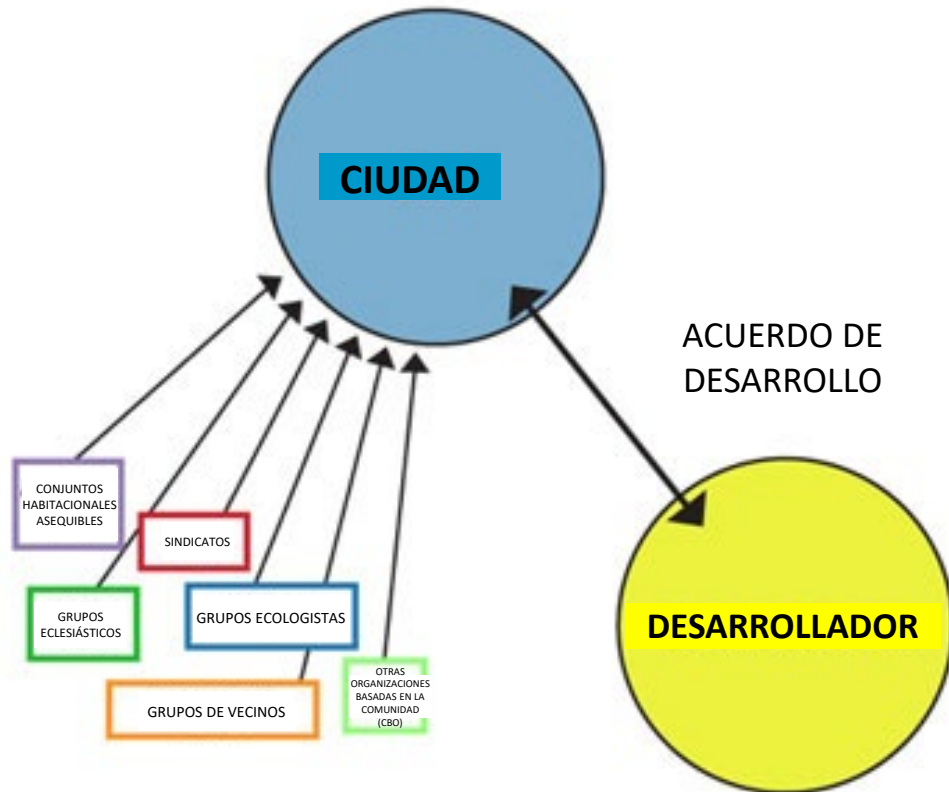 CIUDAD
ACUERDO DE
DESARROLLO
CONJUNTOS
HABITACIONALES
ASEQUIBLES
SINDICATOS
GRUPOS
ECLESIÁSTICOS
GRUPOS ECOLOGISTAS
DESARROLLADOR
OTRAS
ORGANIZACIONES
BASADAS EN LA
COMUNIDAD
(CBO)
GRUPOS DE VECINOS